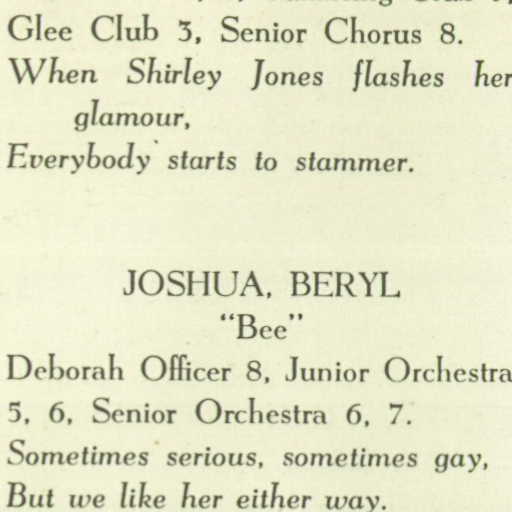 Glee Club 3, Senior Chorus 8.
When Shirley Jones flashes her
glamour,
Everybody starts to stammer.
JOSHUA, BERYL
"Bee"
Deborah Officer 8, Junior Orchestra
5, 6, Senior Orchestra 6, 7.
Sometimes serious, sometimes gay,
But we like her either way.